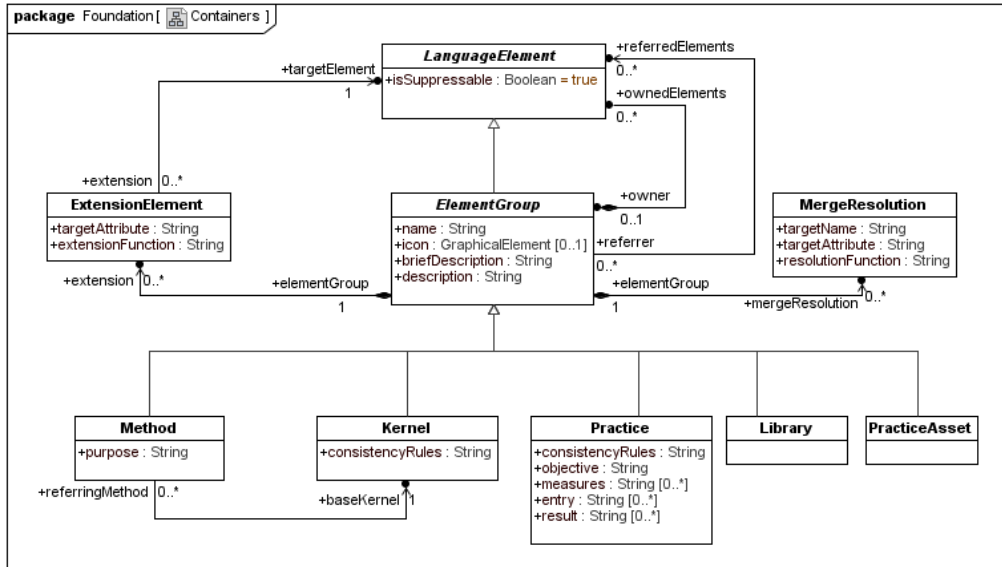 package Foundation [ Containers ]
LanguageElement
+isSuppressable : Boolean = true
+referredElements
0..*
+targetElement
1
+ownedElements
0..*
+extension 0..*
ExtensionElement
+targetAttribute : String
+extensionFunction : String
ElementGroup
+name : String
+icon : GraphicalElement [0..1]
+briefDescription : String
+description : String
+owner
0..1
+referrer
0..*
MergeResolution
+targetName : String
+targetAttribute : String
+resolutionFunction : String
+extension 0..*
+elementGroup
1
+elementGroup
1
+mergeResolution 0..*
Method
+purpose : String
Kernel
+consistencyRules : String
Practice
+consistencyRules : String
+objective : String
+measures : String [0..*]
+entry : String [0..*]
+result : String [0..*]
Library
PracticeAsset
+referringMethod 0..*
+baseKernel 1